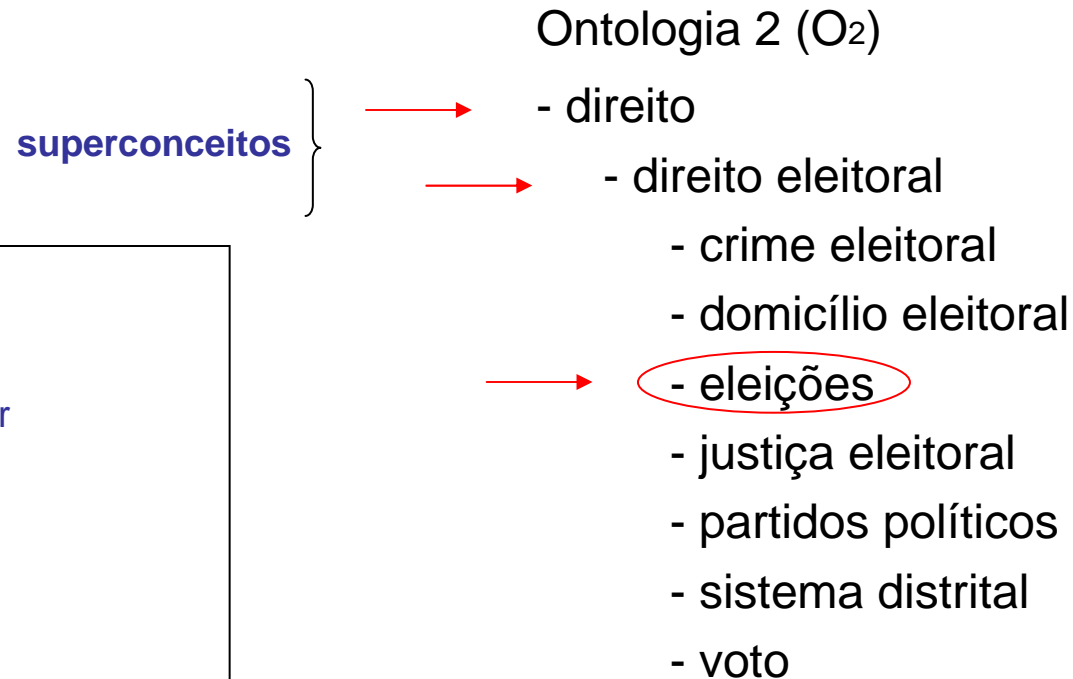 Ontologia 2 (O2)
- direito
superconceitos
- direito eleitoral
- crime eleitoral
- domicílio eleitoral
- eleições
r
- justiça eleitoral
- partidos políticos
- sistema distrital
- voto